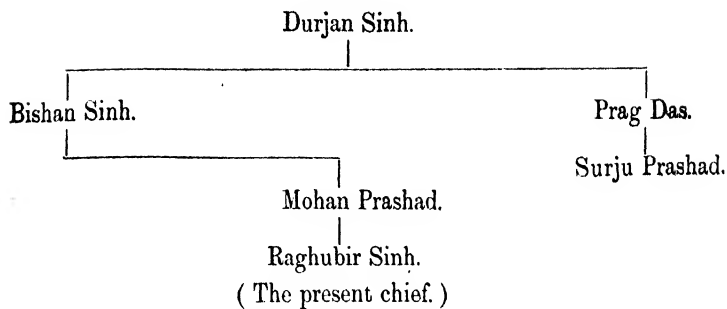 Durjan Sinh.
Bishan Sinh.
Prag Das.
Surju Prashad.
Mohan Prashad.
Raghubir Sinh.
( The present chief. )